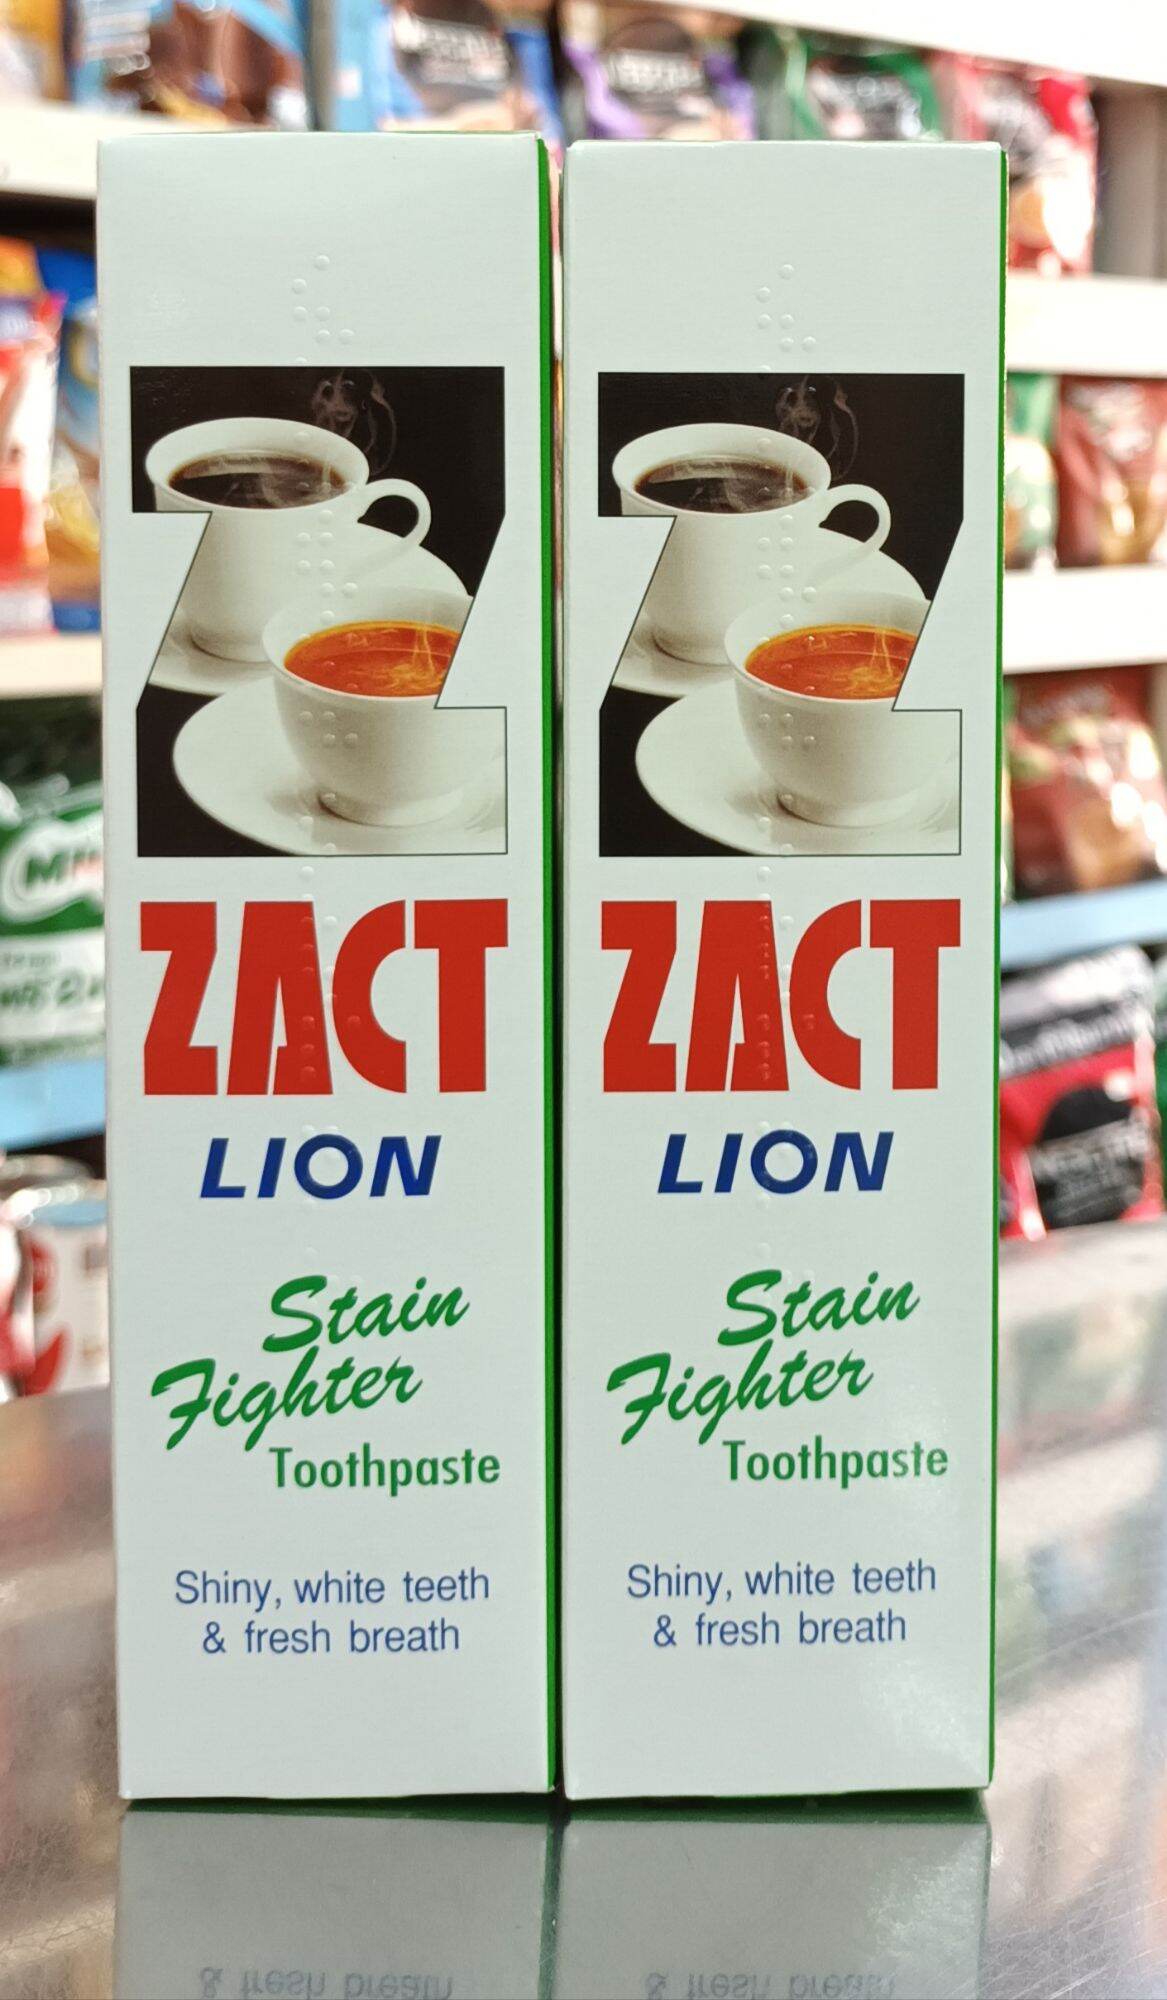 ZACT
LION
Stain
Fighter
Toothpaste
Shiny, white teeth
& fresh breath
ZACT
LION
Stain
Fighter
Toothpaste
Shiny, white teeth
& fresh breath